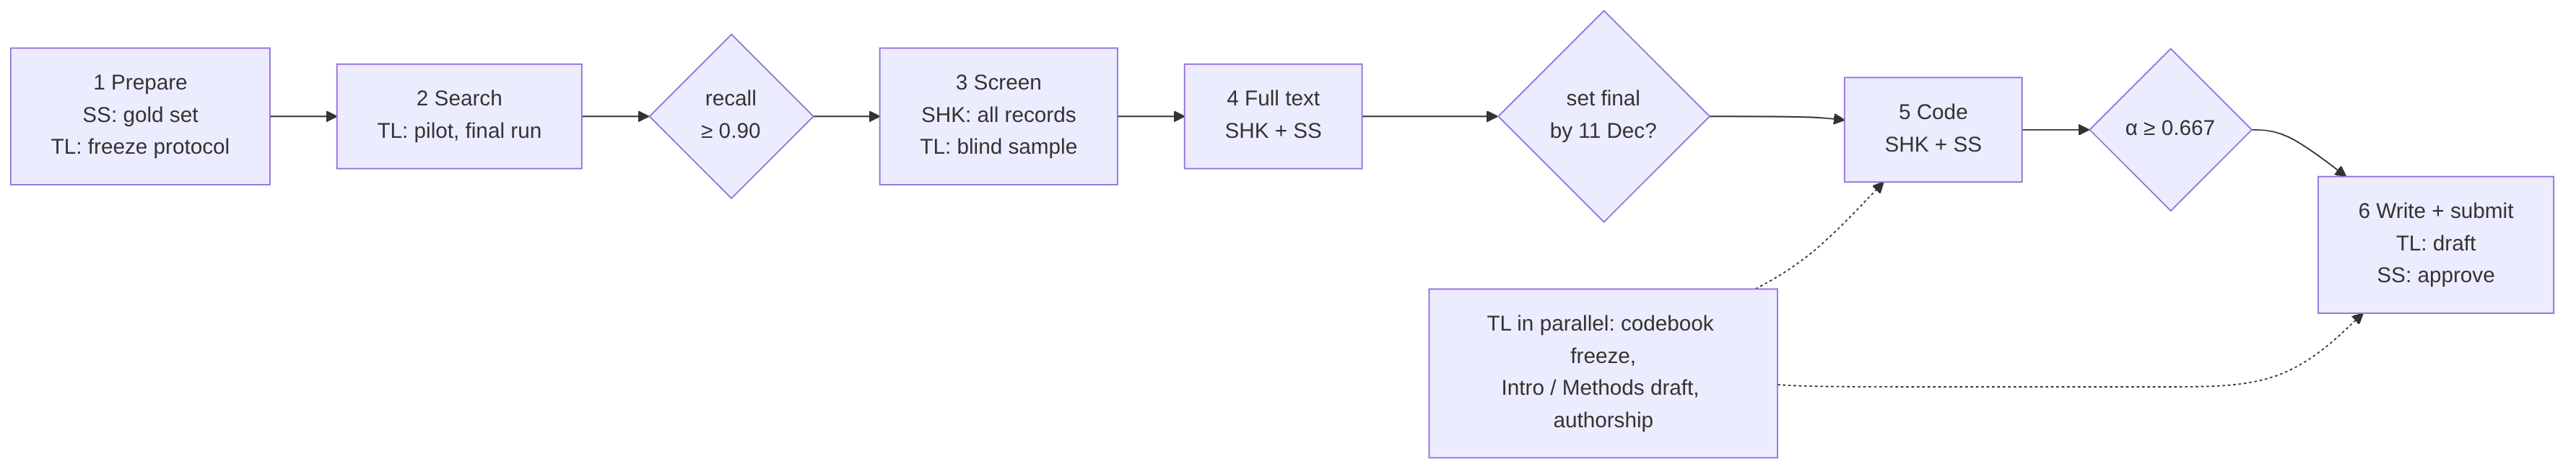 1 Prepare
SS: gold set
TL: freeze protocol
2 Search
TL: pilot, final run
recall
≥ 0.90
3 Screen
SHK: all records
TL: blind sample
4 Full text
SHK + SS
set final
by 11 Dec?
5 Code
SHK + SS
α ≥ 0.667
6 Write + submit
TL: draft
SS: approve
TL in parallel: codebook
freeze,
Intro / Methods draft,
authorship